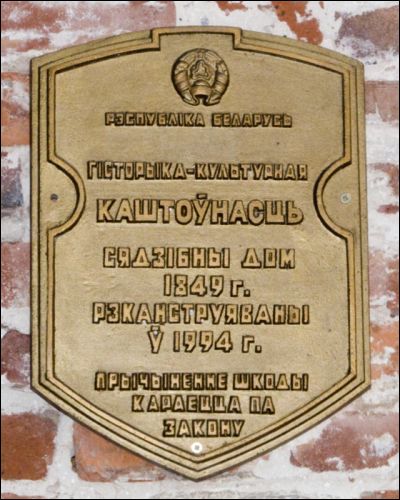 РЭСПУБЛІКА БЕЛАРУСЬ
ГІСТОРЫКА-КУЛЬТУРНАЯ
КАШТОЎНАСЦЬ
СЯДЗІБНЫ ДОМ
1849 г.
РЭКАНСТРУЯВАНЫ
Ў 1994 г.
ПРЫЧЫНЕННЕ ШКОДЫ
КАРАЕЦЦА ПА
ЗАКОНУ